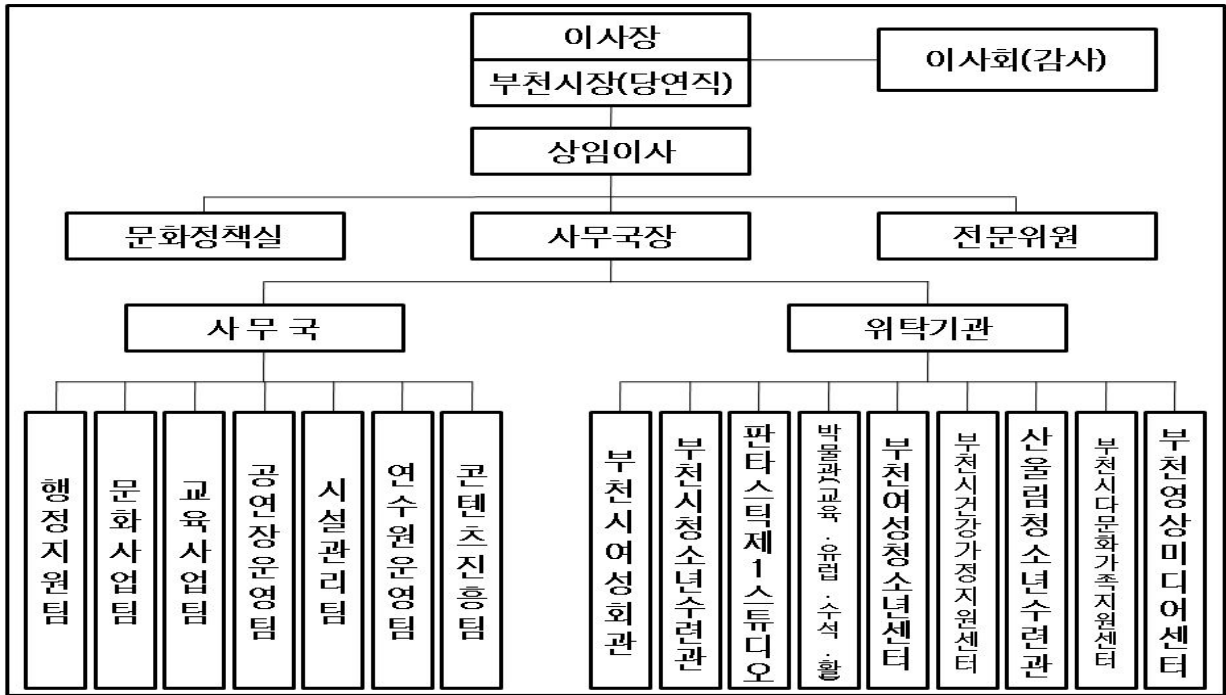 이사장
이사회(감사)
부천시장(당연직)
상임이사
문화정책실
사무국장
전문위원
사 무 국
위탁기관
행정지원팀
문화사업팀
교육사업팀
공연장운영팀
시설관리팀
연수원운영팀
콘텐츠진흥팀
부천시여성회관
부천시청소년수련관
판타스틱제1스튜디오
박물관(교육·유럽·수석·활
부천여성청소년센터
부천시건강가정지원센터
산울림청소년수련관
부천시다문화가족지원센터
부천영상미디어센터